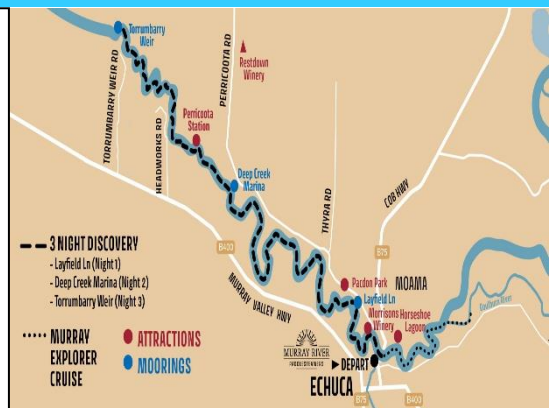 Torrumbarry
Weir
TORRUMBARRY WEIR RD
HEADWORKS RD
Perricoota
Station
PERRICOOTA RD
Restdown
Winery
Deep Creek
Marina
THYRA RD
COB HWY
B400
B75
MURRAY VALLEY HWY
Pacdon Park
MOAMA
Layfield Ln
Morrisons
Winery
Horseshoe
Lagoon
Goulburn River
3 NIGHT DISCOVERY
- Layfield Ln (Night 1)
- Deep Creek Marina (Night 2)
- Torrumbarry Weir (Night 3)
MURRAY
EXPLORER
CRUISE
ATTRACTIONS
MOORINGS
MURRAY RIVER
DEPART
ECHUCA
B75
B400